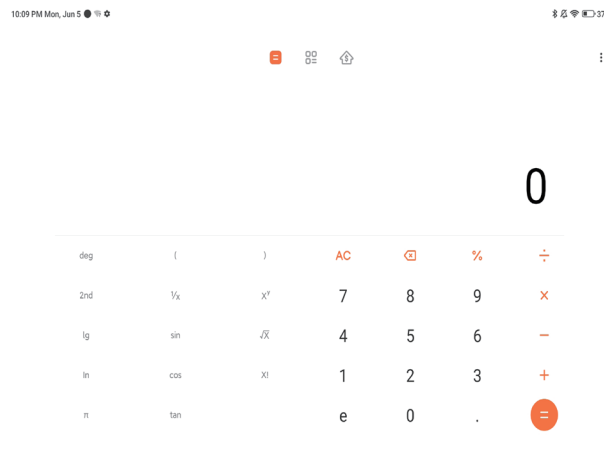 10:09 PM Mon, Jun 5 37
0
deg ( ) AC % ÷
2nd ¹/x Xʸ 7 8 9 ×
lg sin √x 4 5 6 −
ln cos X! 1 2 3 +
π tan e 0 . =